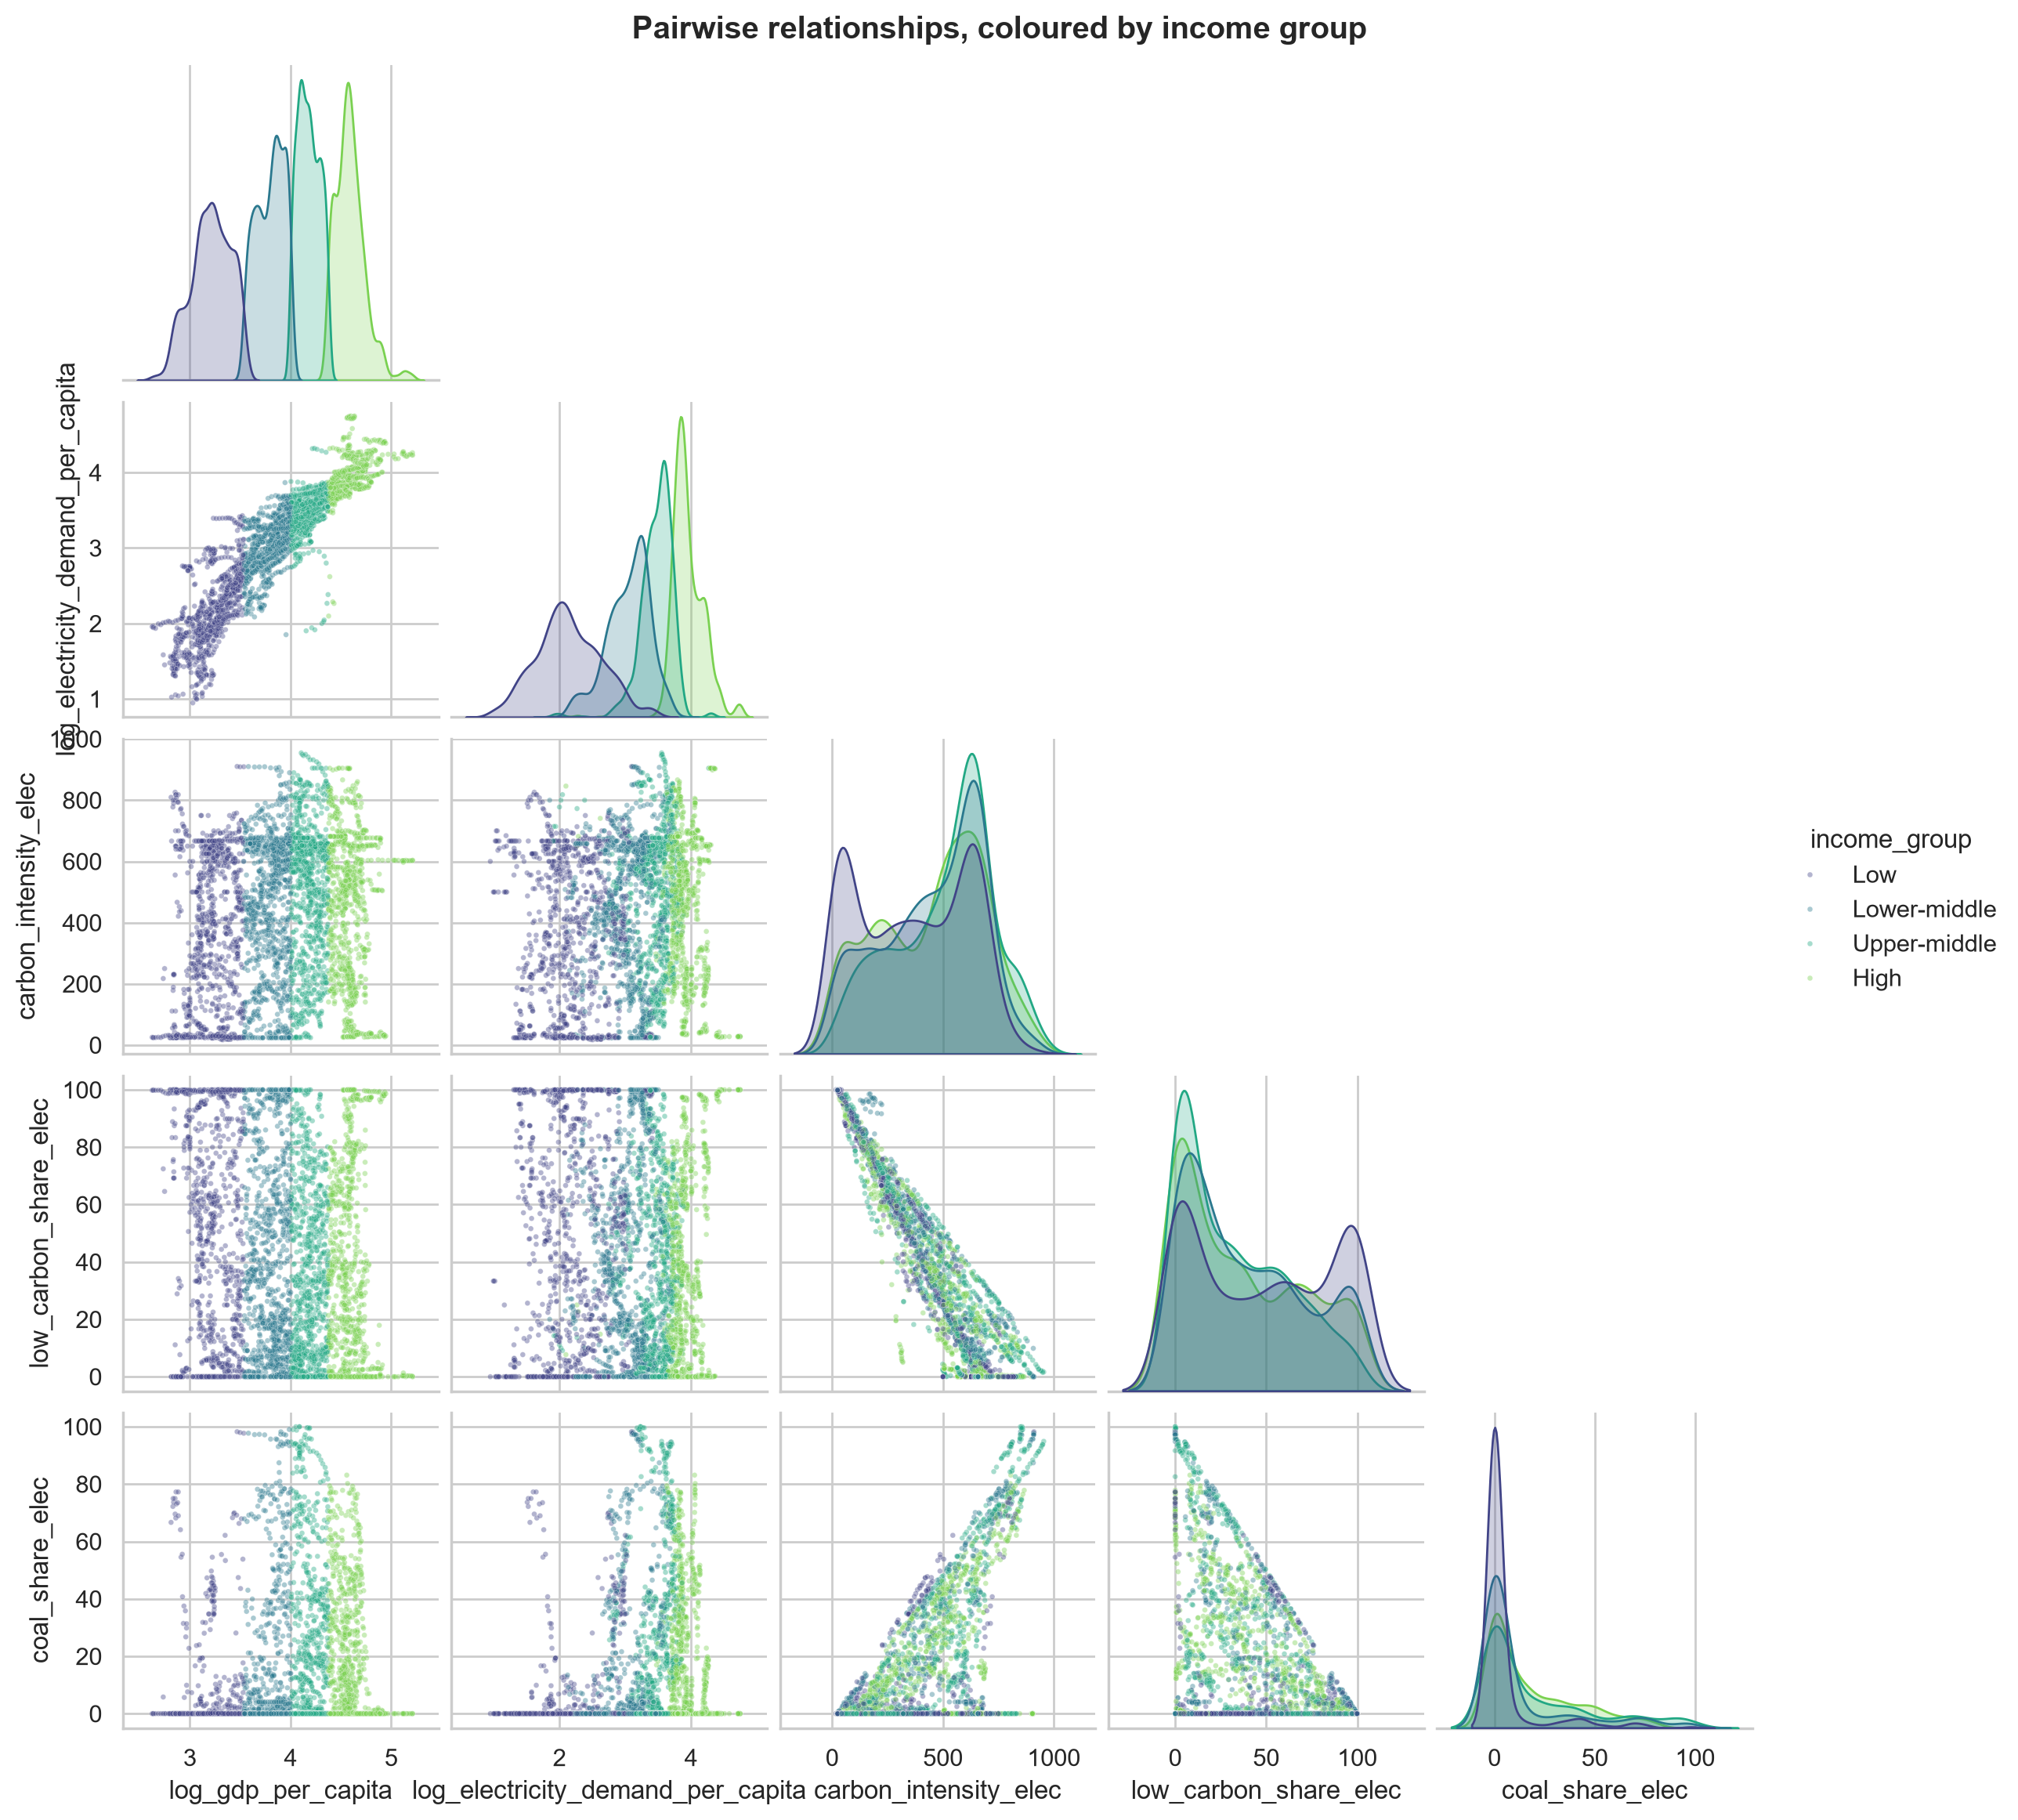 Pairwise relationships, coloured by income group
log_electricity_demand_per_capita
4
3
2
1
carbon_intensity_elec
1000
800
600
400
200
0
income_group
Low
Lower-middle
Upper-middle
High
low_carbon_share_elec
100
80
60
40
20
0
coal_share_elec
100
80
60
40
20
0
3 4 5 2 4 0 500 1000 0 50 100 0 50 100
log_gdp_per_capita log_electricity_demand_per_capita carbon_intensity_elec low_carbon_share_elec coal_share_elec